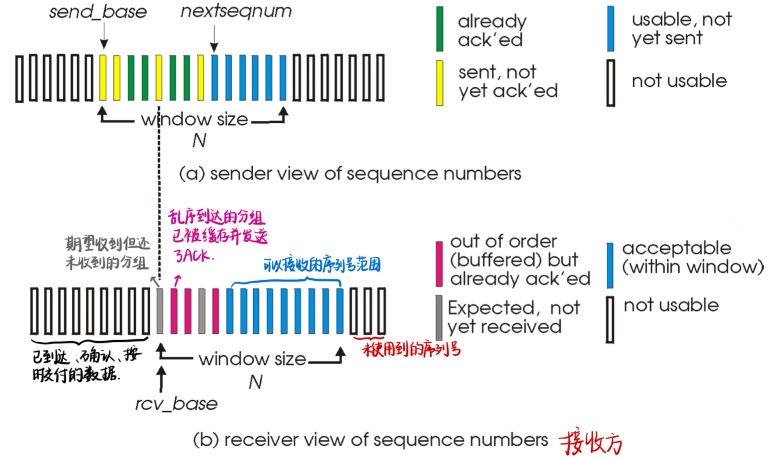 send_base
nextseqnum
already
ack'ed
usable, not
yet sent
sent, not
yet ack'ed
not usable
window size
N
(a) sender view of sequence numbers
乱序到达的分组
已被缓存并发送
了ACK.
期望收到但还
未收到的分组
可以接收的序列号范围
out of order
(buffered) but
already ack'ed
acceptable
(within window)
Expected, not
yet received
not usable
已到达、确认、按
交付的数据.
window size
N
未使用到的序列号
rcv_base
(b) receiver view of sequence numbers 接收方